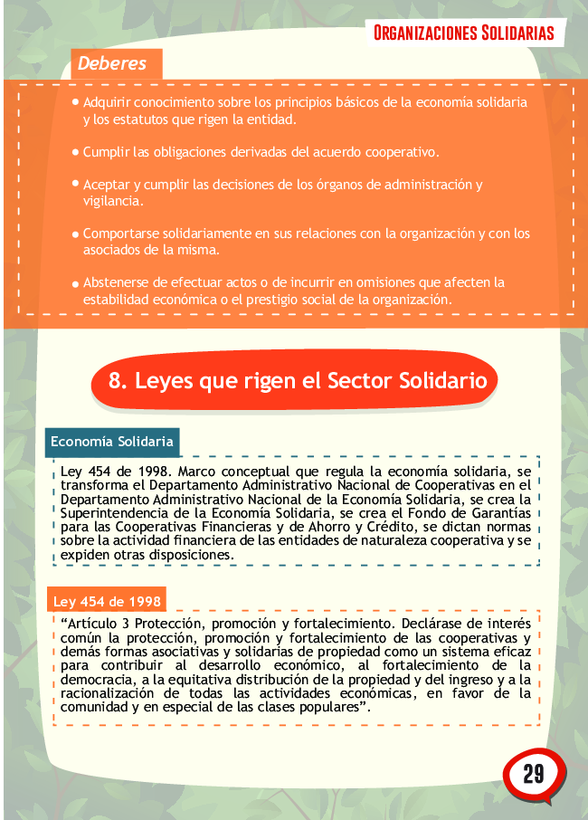 ORGANIZACIONES SOLIDARIAS
Deberes
• Adquirir conocimiento sobre los principios básicos de la economía solidaria
y los estatutos que rigen la entidad.
• Cumplir las obligaciones derivadas del acuerdo cooperativo.
• Aceptar y cumplir las decisiones de los órganos de administración y
vigilancia.
• Comportarse solidariamente en sus relaciones con la organización y con los
asociados de la misma.
• Abstenerse de efectuar actos o de incurrir en omisiones que afecten la
estabilidad económica o el prestigio social de la organización.
8. Leyes que rigen el Sector Solidario
Economía Solidaria
Ley 454 de 1998. Marco conceptual que regula la economía solidaria, se
transforma el Departamento Administrativo Nacional de Cooperativas en el
Departamento Administrativo Nacional de la Economía Solidaria, se crea la
Superintendencia de la Economía Solidaria, se crea el Fondo de Garantías
para las Cooperativas Financieras y de Ahorro y Crédito, se dictan normas
sobre la actividad financiera de las entidades de naturaleza cooperativa y se
expiden otras disposiciones.
Ley 454 de 1998
“Artículo 3 Protección, promoción y fortalecimiento. Declárase de interés
común la protección, promoción y fortalecimiento de las cooperativas y
demás formas asociativas y solidarias de propiedad como un sistema eficaz
para contribuir al desarrollo económico, al fortalecimiento de la
democracia, a la equitativa distribución de la propiedad y del ingreso y a la
racionalización de todas las actividades económicas, en favor de la
comunidad y en especial de las clases populares”.
29